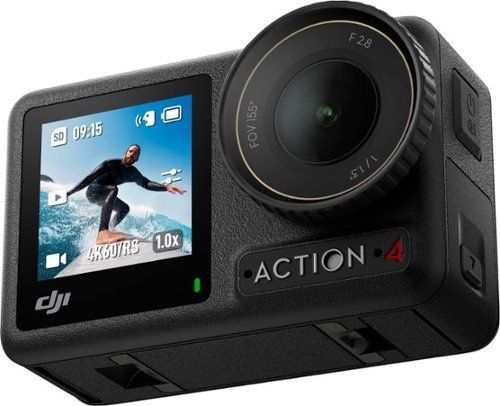 F 2.8
FOV 155°
1/1.3"
SD 09:15
4K60/RS 1.0x
dji
ACTION 4